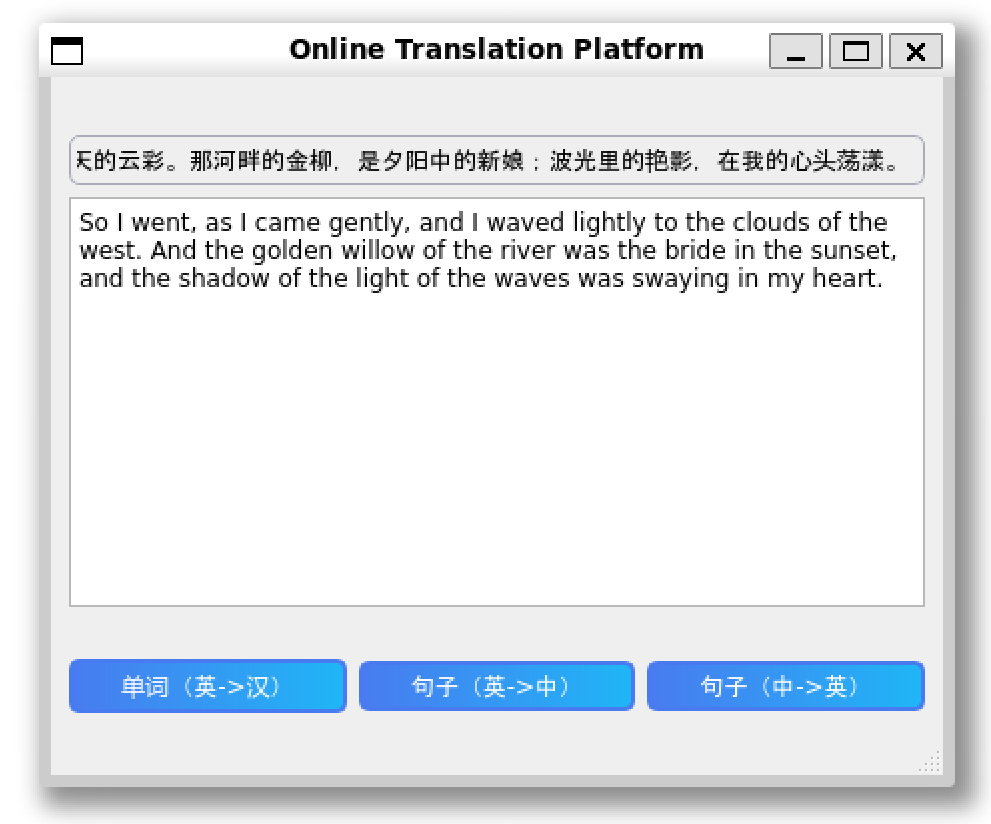 Online Translation Platform
天的云彩。那河畔的金柳，是夕阳中的新娘；波光里的艳影，在我的心头荡漾。
So I went, as I came gently, and I waved lightly to the clouds of the
west. And the golden willow of the river was the bride in the sunset,
and the shadow of the light of the waves was swaying in my heart.
单词（英->汉）
句子（英->中）
句子（中->英）